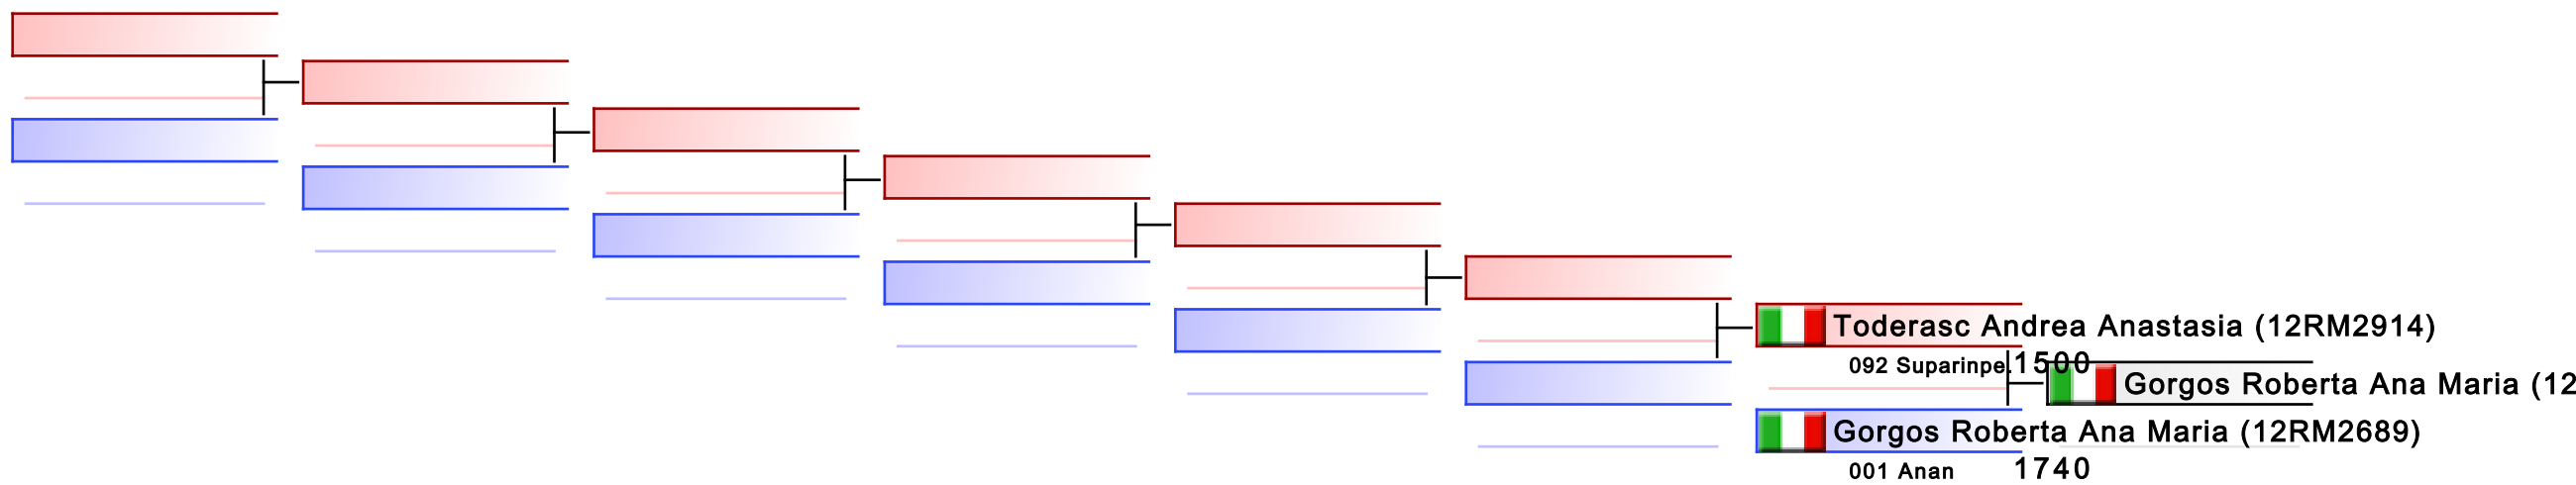 Toderasc Andrea Anastasia (12RM2914)
092 Suparinpe. 1500
Gorgos Roberta Ana Maria (12
Gorgos Roberta Ana Maria (12RM2689)
001 Anan 1740